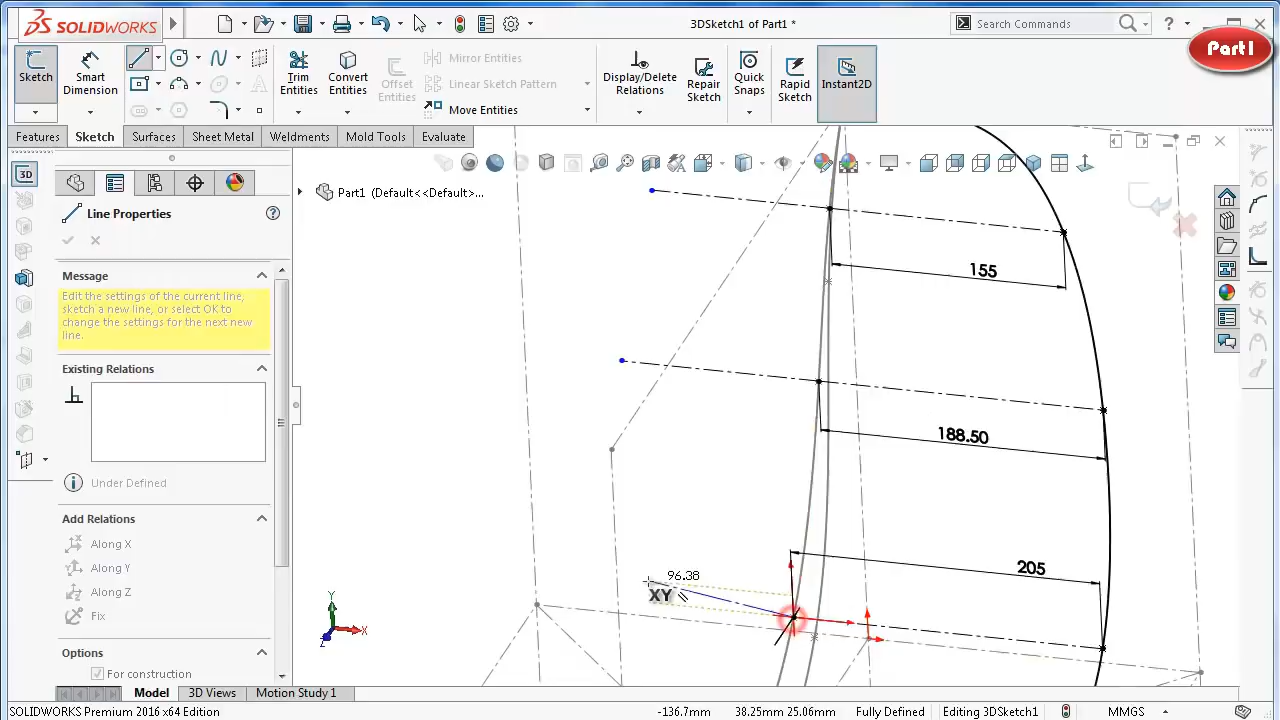 SOLIDWORKS
3DSketch1 of Part1 *
Search Commands
?
Part1
Sketch
Smart
Dimension
Trim
Entities
Convert
Entities
Offset
Entities
Mirror Entities
Linear Sketch Pattern
Move Entities
Display/Delete
Relations
Repair
Sketch
Quick
Snaps
Rapid
Sketch
Instant2D
Features
Sketch
Surfaces
Sheet Metal
Weldments
Mold Tools
Evaluate
3D
Line Properties
?
Part1 (Default<<Default>...
Message
Edit the settings of the current line,
sketch a new line, or select OK to
change the settings for the next new
line.
Existing Relations
Under Defined
Add Relations
Along X
Along Y
Along Z
Fix
Options
For construction
155
188.50
205
96.38
XY
Y
X
Z
Model
3D Views
Motion Study 1
SOLIDWORKS Premium 2016 x64 Edition
-136.7mm
38.25mm
25.06mm
Fully Defined
Editing 3DSketch1
MMGS